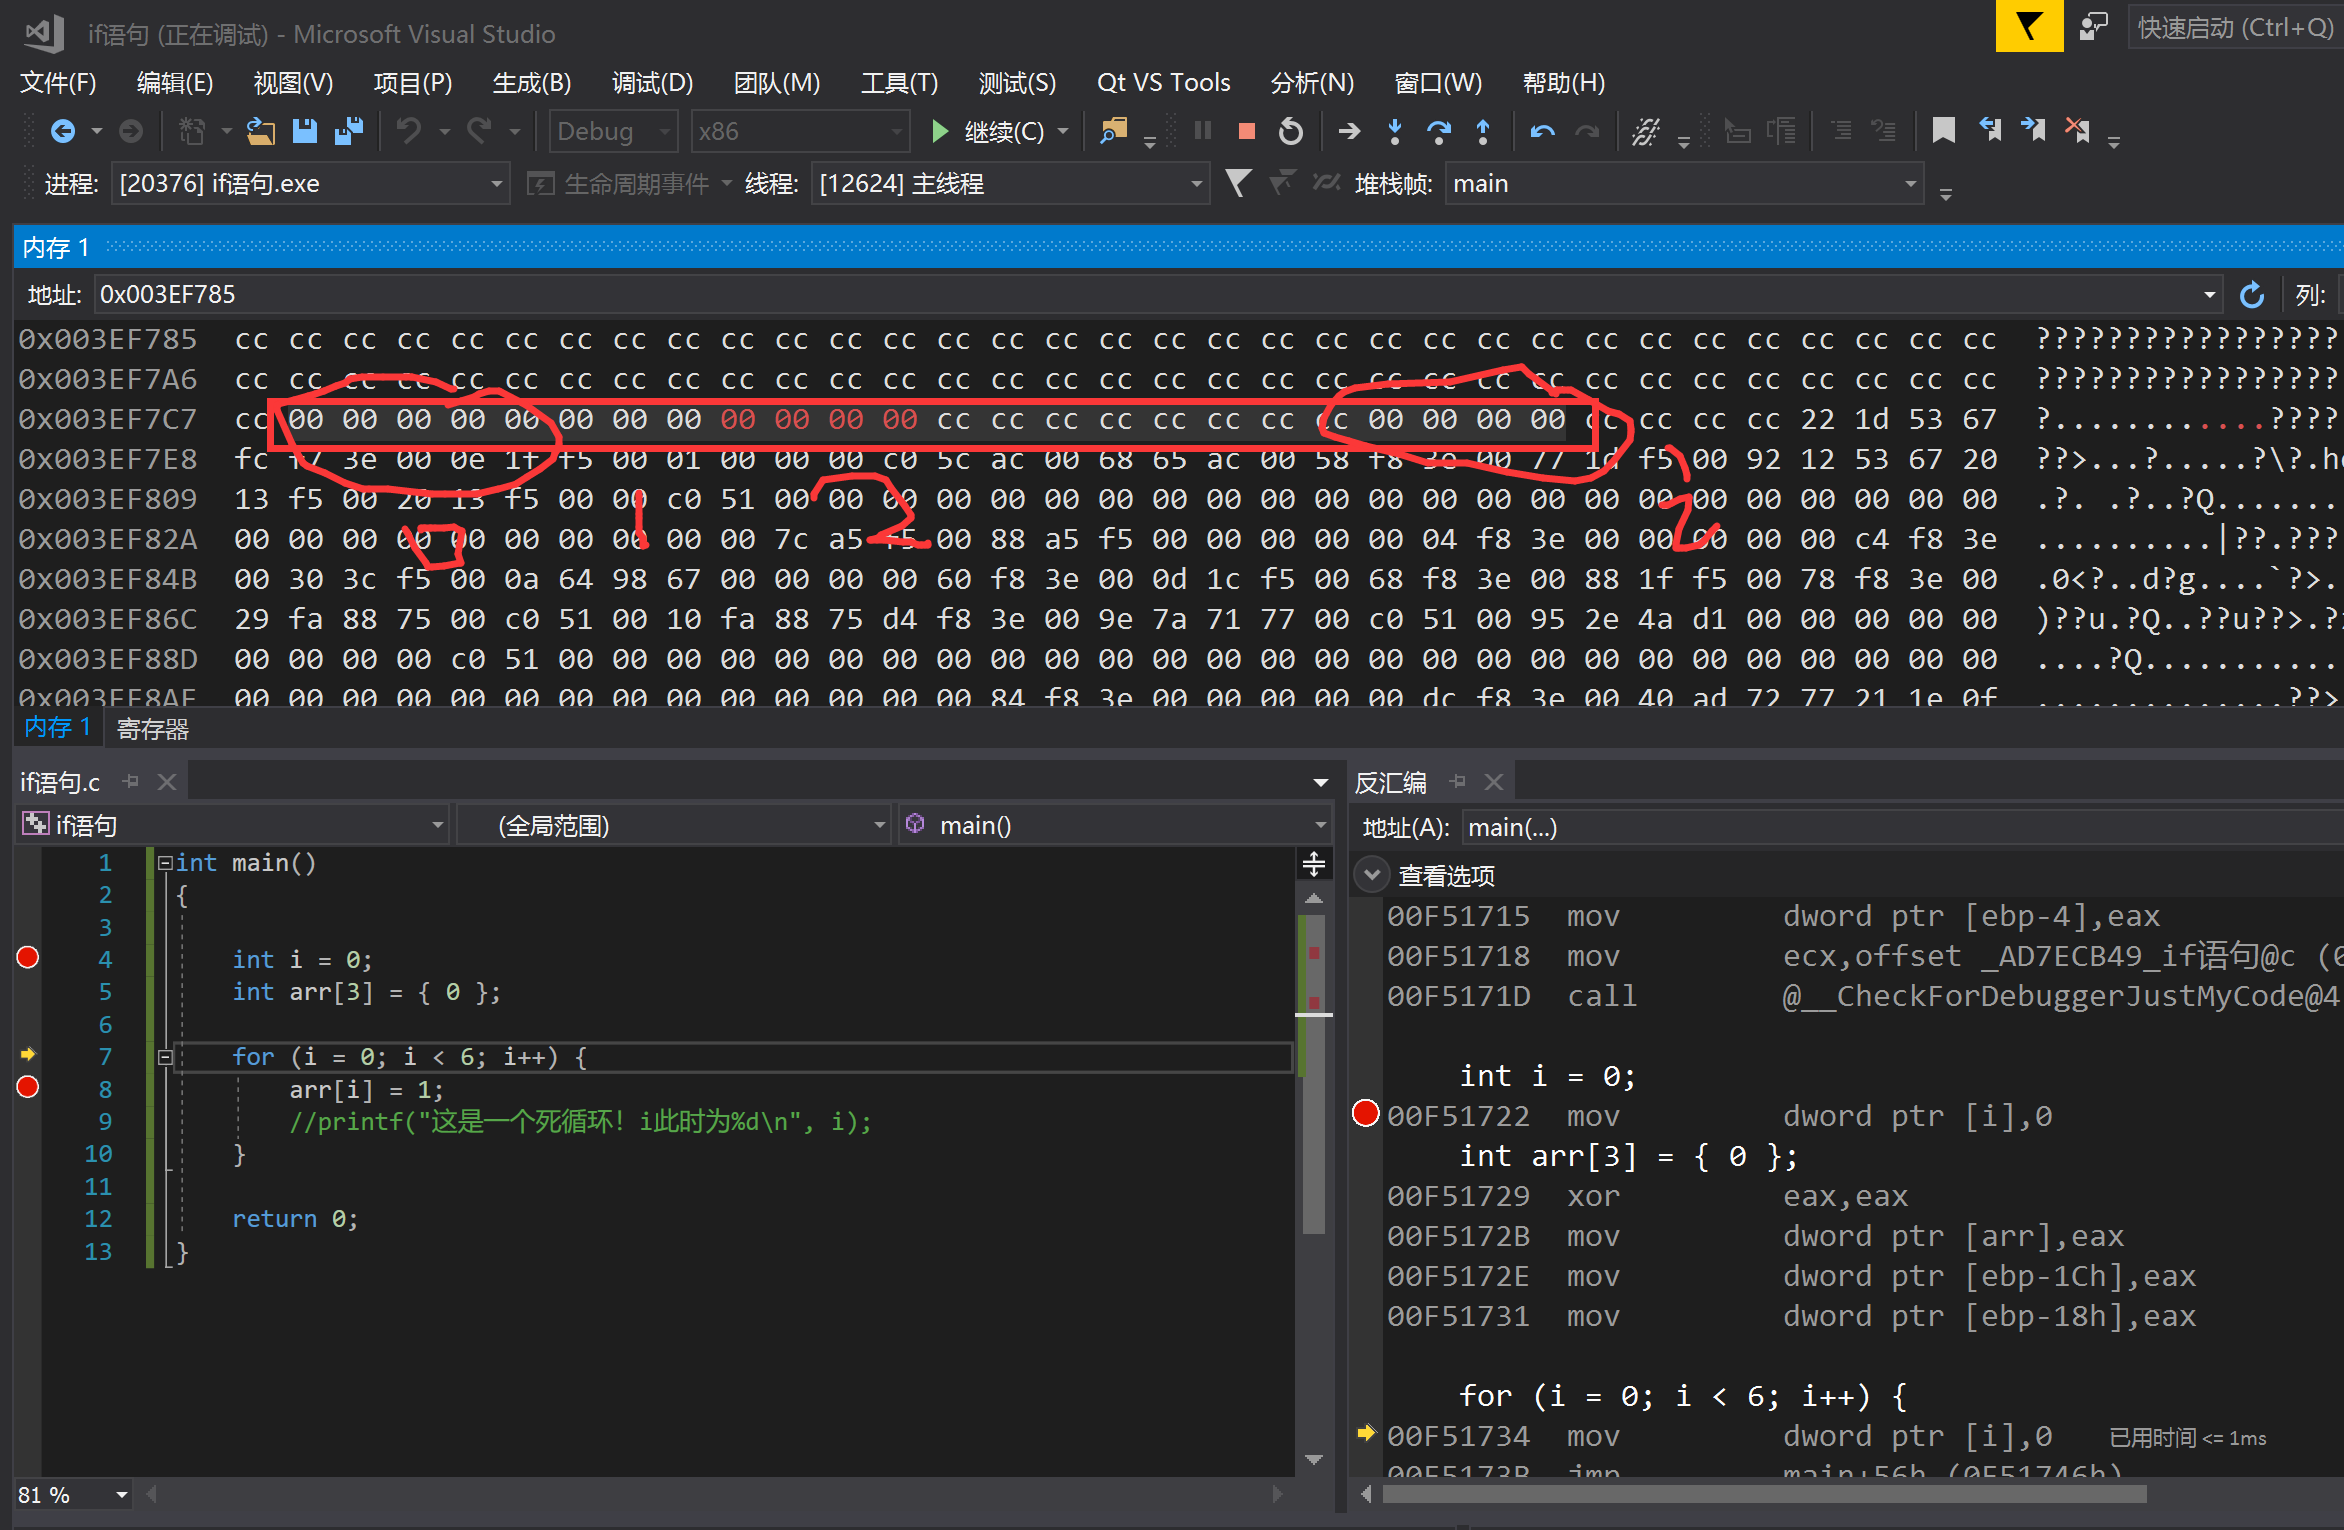 if语句 (正在调试) - Microsoft Visual Studio
快速启动 (Ctrl+Q)
文件(F) 编辑(E) 视图(V) 项目(P) 生成(B) 调试(D) 团队(M) 工具(T) 测试(S) Qt VS Tools 分析(N) 窗口(W) 帮助(H)
Debug x86 继续(C)
进程: [20376] if语句.exe 生命周期事件 线程: [12624] 主线程 堆栈帧: main
内存 1
地址: 0x003EF785 列:
0x003EF785 cc cc cc cc cc cc cc cc cc cc cc cc cc cc cc cc cc cc cc cc cc cc cc cc cc cc cc cc cc cc cc cc cc ?????????????????
0x003EF7A6 cc cc cc cc cc cc cc cc cc cc cc cc cc cc cc cc cc cc cc cc cc cc cc cc cc cc cc cc cc cc cc cc cc ?????????????????
0x003EF7C7 cc 00 00 00 00 00 00 00 00 00 00 00 00 cc cc cc cc cc cc cc cc 00 00 00 00 cc cc cc cc 22 1d 53 67 ?............????
0x003EF7E8 fc f7 3e 00 0e 1f f5 00 01 00 00 00 c0 5c ac 00 68 65 ac 00 58 f8 3e 00 77 1d f5 00 92 12 53 67 20 ??>...?.....?\?.h
0x003EF809 13 f5 00 20 13 f5 00 00 c0 51 00 00 00 00 00 00 00 00 00 00 00 00 00 00 00 00 00 00 00 00 00 00 00 .?. .?..?Q.......
0x003EF82A 00 00 00 00 00 00 00 00 00 00 7c a5 f5 00 88 a5 f5 00 00 00 00 00 04 f8 3e 00 00 00 00 00 c4 f8 3e ..........|??.???
0x003EF84B 00 30 3c f5 00 0a 64 98 67 00 00 00 00 60 f8 3e 00 0d 1c f5 00 68 f8 3e 00 88 1f f5 00 78 f8 3e 00 .0<?..d?g....`?>.
0x003EF86C 29 fa 88 75 00 c0 51 00 10 fa 88 75 d4 f8 3e 00 9e 7a 71 77 00 c0 51 00 95 2e 4a d1 00 00 00 00 00 )??u.?Q..??u??>.?
0x003EF88D 00 00 00 00 c0 51 00 00 00 00 00 00 00 00 00 00 00 00 00 00 00 00 00 00 00 00 00 00 00 00 00 00 00 ....?Q...........
0x003EF8AE 00 00 00 00 00 00 00 00 00 00 00 00 00 00 84 f8 3e 00 00 00 00 00 dc f8 3e 00 40 ad 72 77 21 1e 0f ..............??>
0 1 2 i
内存 1 寄存器
if语句.c
if语句 (全局范围) main()
1 int main()
2 {
3
4 int i = 0;
5 int arr[3] = { 0 };
6
7 for (i = 0; i < 6; i++) {
8 arr[i] = 1;
9 //printf("这是一个死循环! i此时为%d\n", i);
10 }
11
12 return 0;
13 }
81 %
反汇编
地址(A): main(...)
查看选项
00F51715 mov dword ptr [ebp-4],eax
00F51718 mov ecx,offset _AD7ECB49_if语句@c (0
00F5171D call @__CheckForDebuggerJustMyCode@4
int i = 0;
00F51722 mov dword ptr [i],0
int arr[3] = { 0 };
00F51729 xor eax,eax
00F5172B mov dword ptr [arr],eax
00F5172E mov dword ptr [ebp-1Ch],eax
00F51731 mov dword ptr [ebp-18h],eax
for (i = 0; i < 6; i++) {
00F51734 mov dword ptr [i],0 已用时间 <= 1ms
00F5173B jmp main+56h (0F51746h)